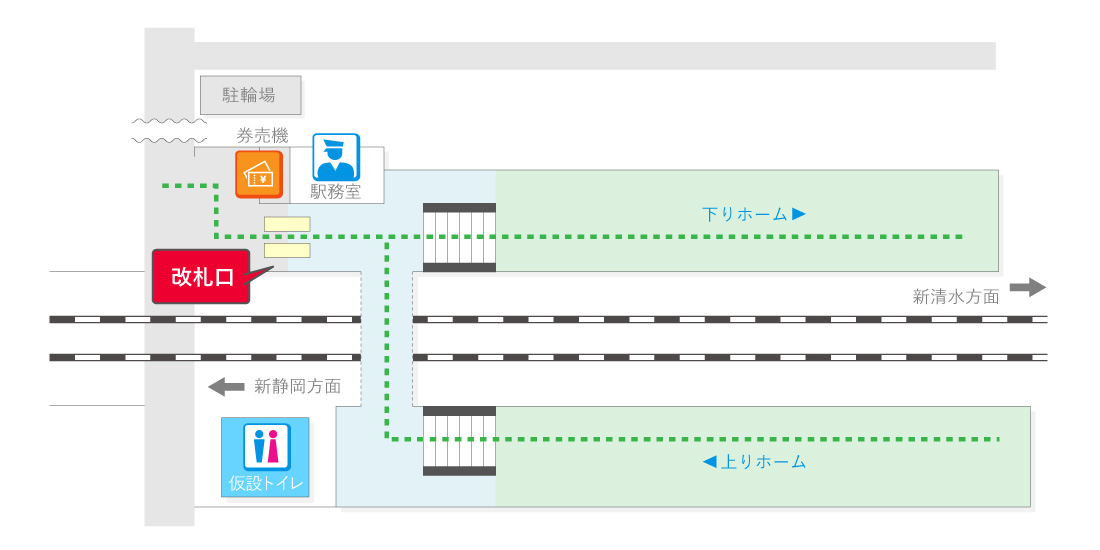 駐輪場
券売機
¥
駅務室
下りホーム▶
改札口
新清水方面
新静岡方面
◀上りホーム
仮設トイレ